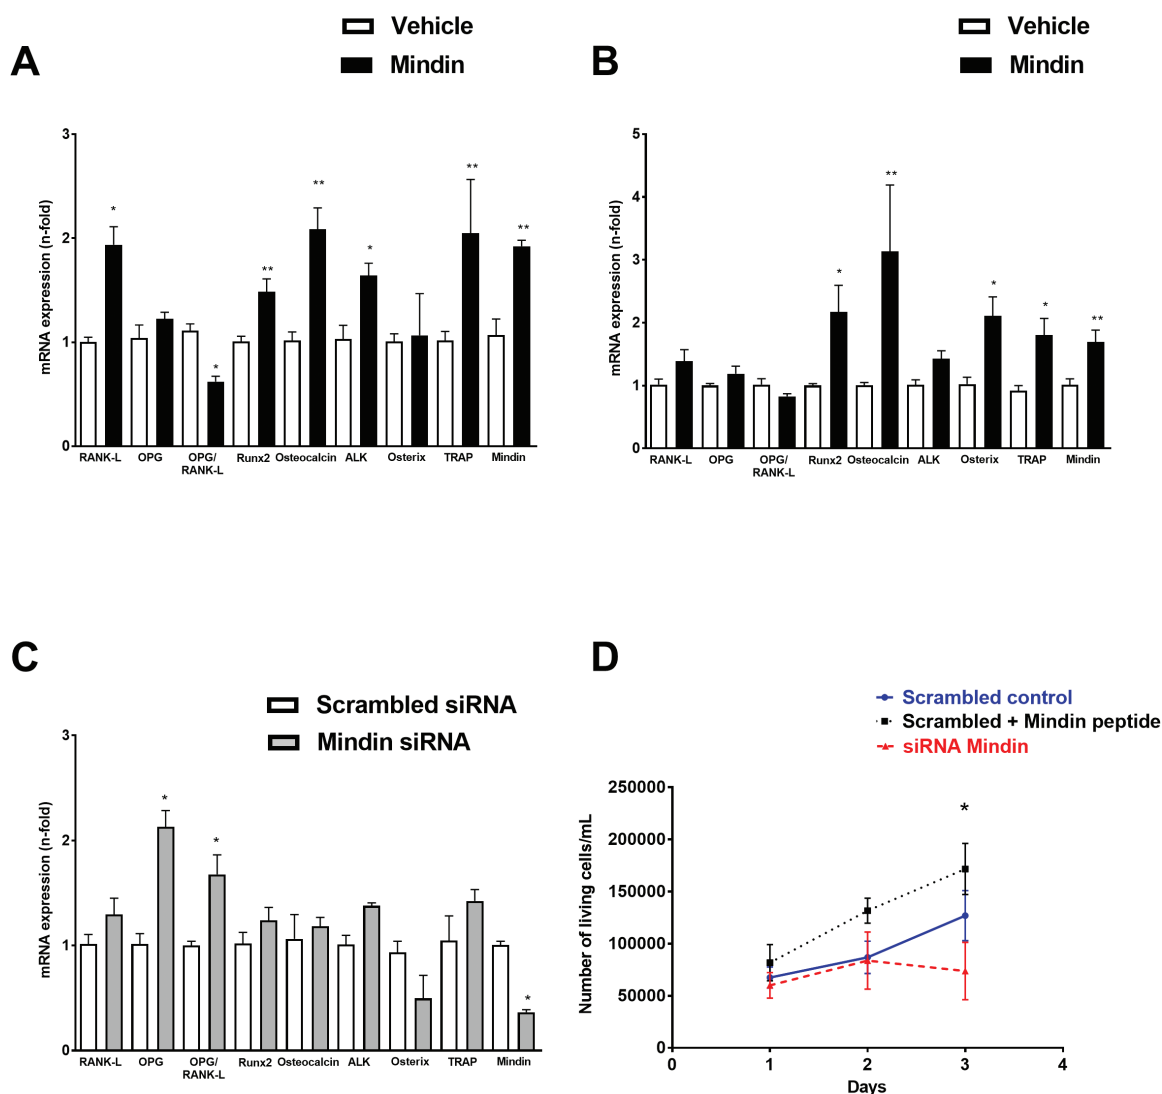 A
Vehicle
Mindin
mRNA expression (n-fold)
3
2
1
0
*
*
**
**
*
**
**
RANK-L OPG OPG/ Runx2 Osteocalcin ALK Osterix TRAP Mindin
RANK-L
B
Vehicle
Mindin
mRNA expression (n-fold)
5
4
3
2
1
0
*
**
*
*
**
RANK-L OPG OPG/ Runx2 Osteocalcin ALK Osterix TRAP Mindin
RANK-L
C
Scrambled siRNA
Mindin siRNA
mRNA expression (n-fold)
3
2
1
0
*
*
*
RANK-L OPG OPG/ Runx2 Osteocalcin ALK Osterix TRAP Mindin
RANK-L
D
Scrambled control
Scrambled + Mindin peptide
siRNA Mindin
Number of living cells/mL
250000
200000
150000
100000
50000
0
*
0 1 2 3 4
Days